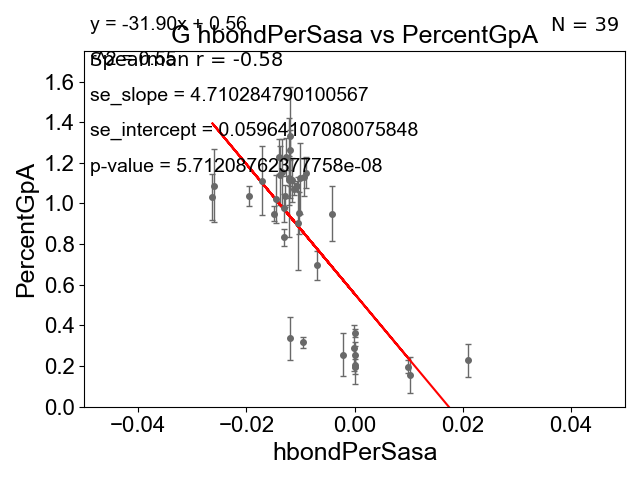 y = -31.90x + 0.56
N = 39
G hbondPerSasa vs PercentGpA
Spearman r = -0.58
se_slope = 4.710284790100567
se_intercept = 0.05964107080075848
p-value = 5.71208762377758e-08
PercentGpA
1.6
1.4
1.2
1.0
0.8
0.6
0.4
0.2
0.0
−0.04 −0.02 0.00 0.02 0.04
hbondPerSasa